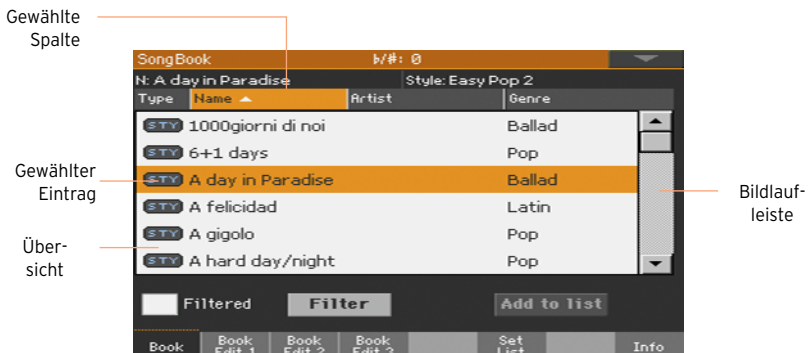 Gewählte
Spalte
SongBook ♭/#: 0
N: A day in Paradise Style: Easy Pop 2
Type Name Artist Genre
STY 1000giorni di noi Ballad
STY 6+1 days Pop
Gewählter
Eintrag
STY A day in Paradise Ballad
Bildlauf-
leiste
STY A felicidad Latin
Über-
sicht
STY A gigolo Pop
STY A hard day/night Pop
Filtered Filter Add to list
Book Book Edit 1 Book Edit 2 Book Edit 3 Set List Info